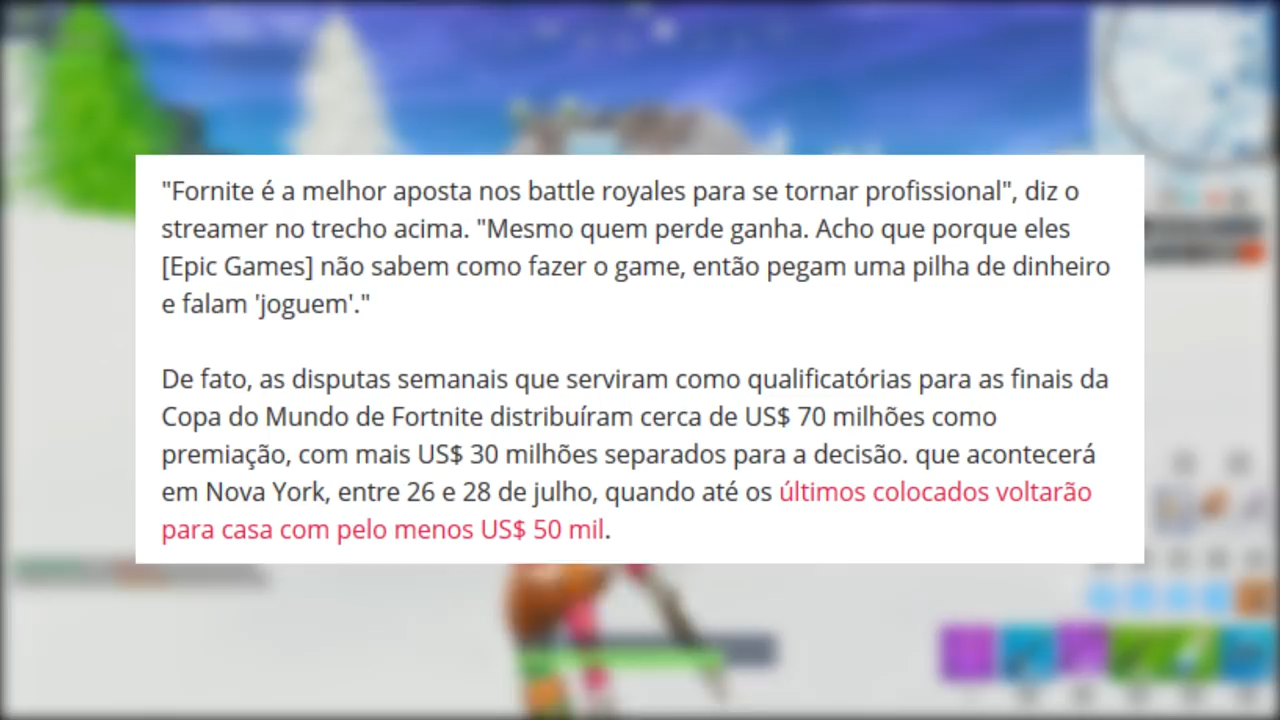 "Fornite é a melhor aposta nos battle royales para se tornar profissional", diz o
streamer no trecho acima. "Mesmo quem perde ganha. Acho que porque eles
[Epic Games] não sabem como fazer o game, então pegam uma pilha de dinheiro
e falam 'joguem'."
De fato, as disputas semanais que serviram como qualificatórias para as finais da
Copa do Mundo de Fortnite distribuíram cerca de US$ 70 milhões como
premiação, com mais US$ 30 milhões separados para a decisão. que acontecerá
em Nova York, entre 26 e 28 de julho, quando até os últimos colocados voltarão
para casa com pelo menos US$ 50 mil.